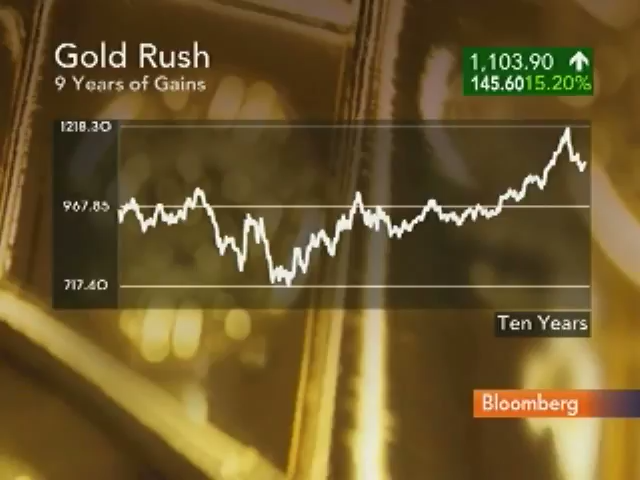 Gold Rush
9 Years of Gains
1,103.90
145.60 15.20%
1218.30
967.85
717.40
Ten Years
Bloomberg